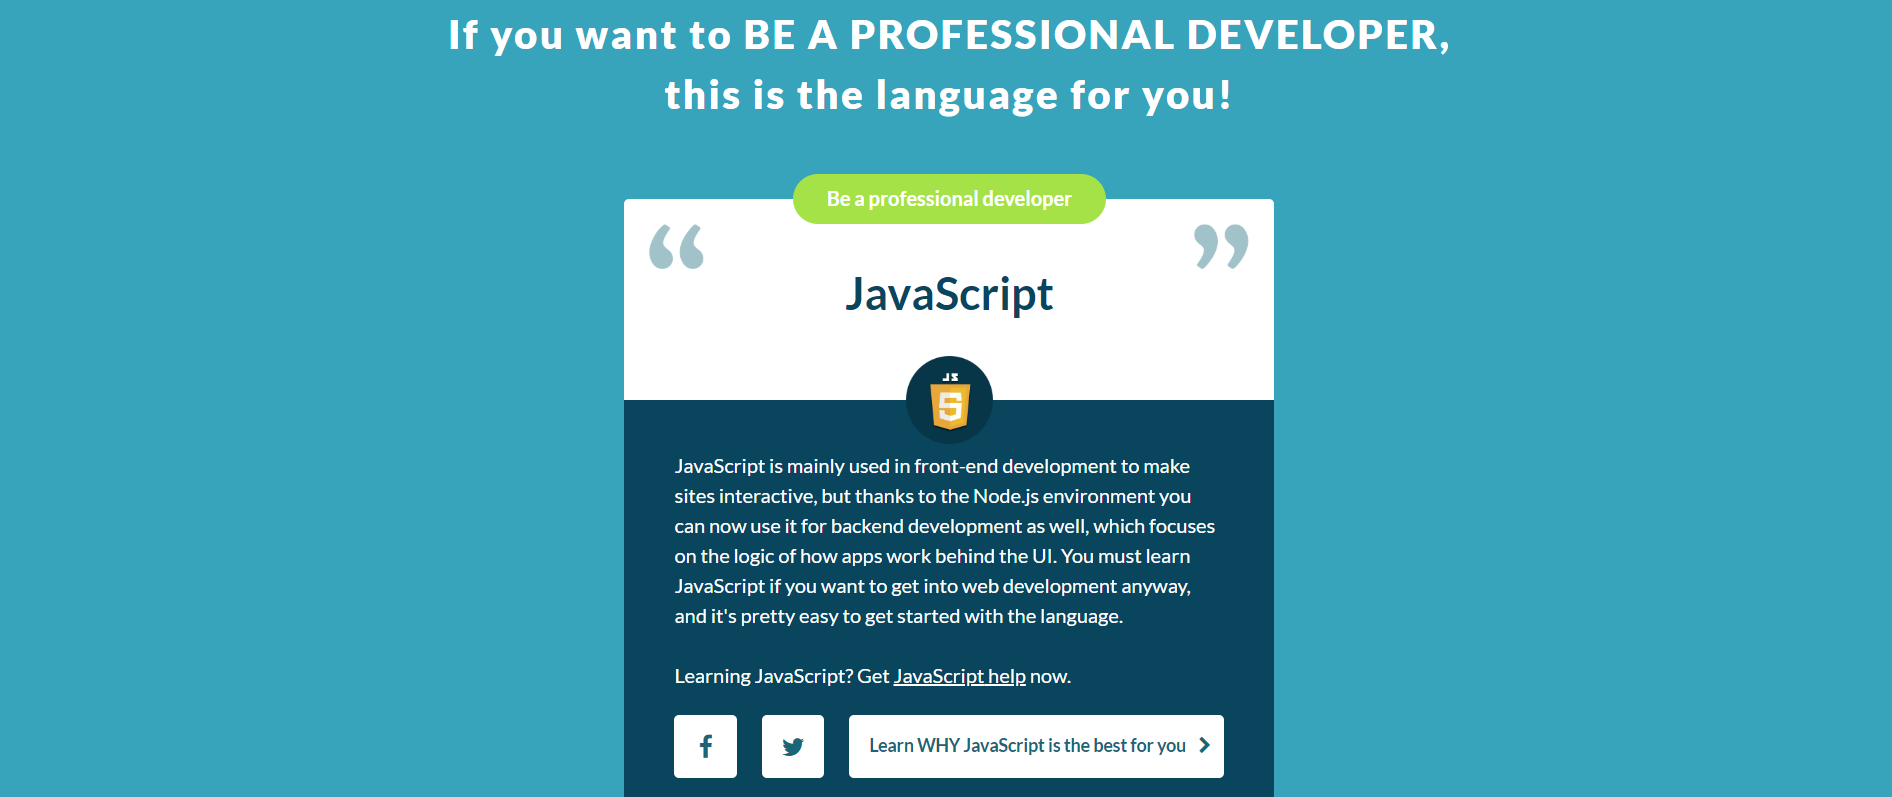 If you want to BE A PROFESSIONAL DEVELOPER,
this is the language for you!
Be a professional developer
“ ”
JavaScript
JS
JavaScript is mainly used in front-end development to make
sites interactive, but thanks to the Node.js environment you
can now use it for backend development as well, which focuses
on the logic of how apps work behind the UI. You must learn
JavaScript if you want to get into web development anyway,
and it's pretty easy to get started with the language.
Learning JavaScript? Get JavaScript help now.
Learn WHY JavaScript is the best for you